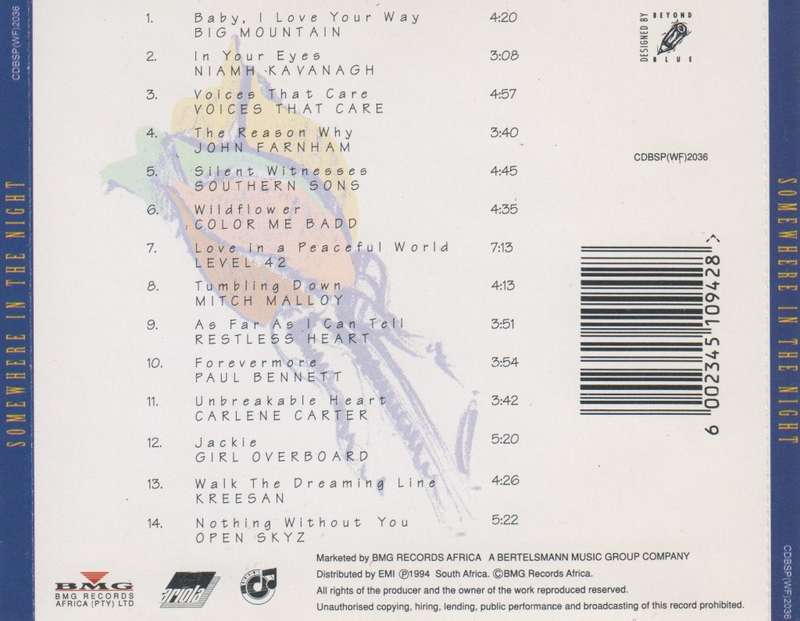 CDBSP(WF)2036
SOMEWHERE IN THE NIGHT
1. Baby, I Love Your Way 4:20
BIG MOUNTAIN
2. In Your Eyes 3:08
NIAMH KAVANAGH
3. Voices That Care 4:57
VOICES THAT CARE
4. The Reason Why 3:40
JOHN FARNHAM
5. Silent Witnesses 4:45
SOUTHERN SONS
6. Wildflower 4:35
COLOR ME BADD
7. Love in a Peaceful World 7:13
LEVEL 42
8. Tumbling Down 4:13
MITCH MALLOY
9. As Far As I Can Tell 3:51
RESTLESS HEART
10. Forevermore 3:54
PAUL BENNETT
11. Unbreakable Heart 3:42
CARLENE CARTER
12. Jackie 5:20
GIRL OVERBOARD
13. Walk The Dreaming Line 4:26
KREESAN
14. Nothing Without You 5:22
OPEN SKYZ
DESIGNED BY
BEYOND
BLUE
CDBSP(WF)2036
6 002345 109428 >
SOMEWHERE IN THE NIGHT
CDBSP(WF)2036
BMG
BMG RECORDS
AFRICA (PTY) LTD
ariola
Marketed by BMG RECORDS AFRICA A BERTELSMANN MUSIC GROUP COMPANY
Distributed by EMI Ⓟ1994 South Africa. ©BMG Records Africa.
All rights of the producer and the owner of the work reproduced reserved.
Unauthorised copying, hiring, lending, public performance and broadcasting of this record prohibited.